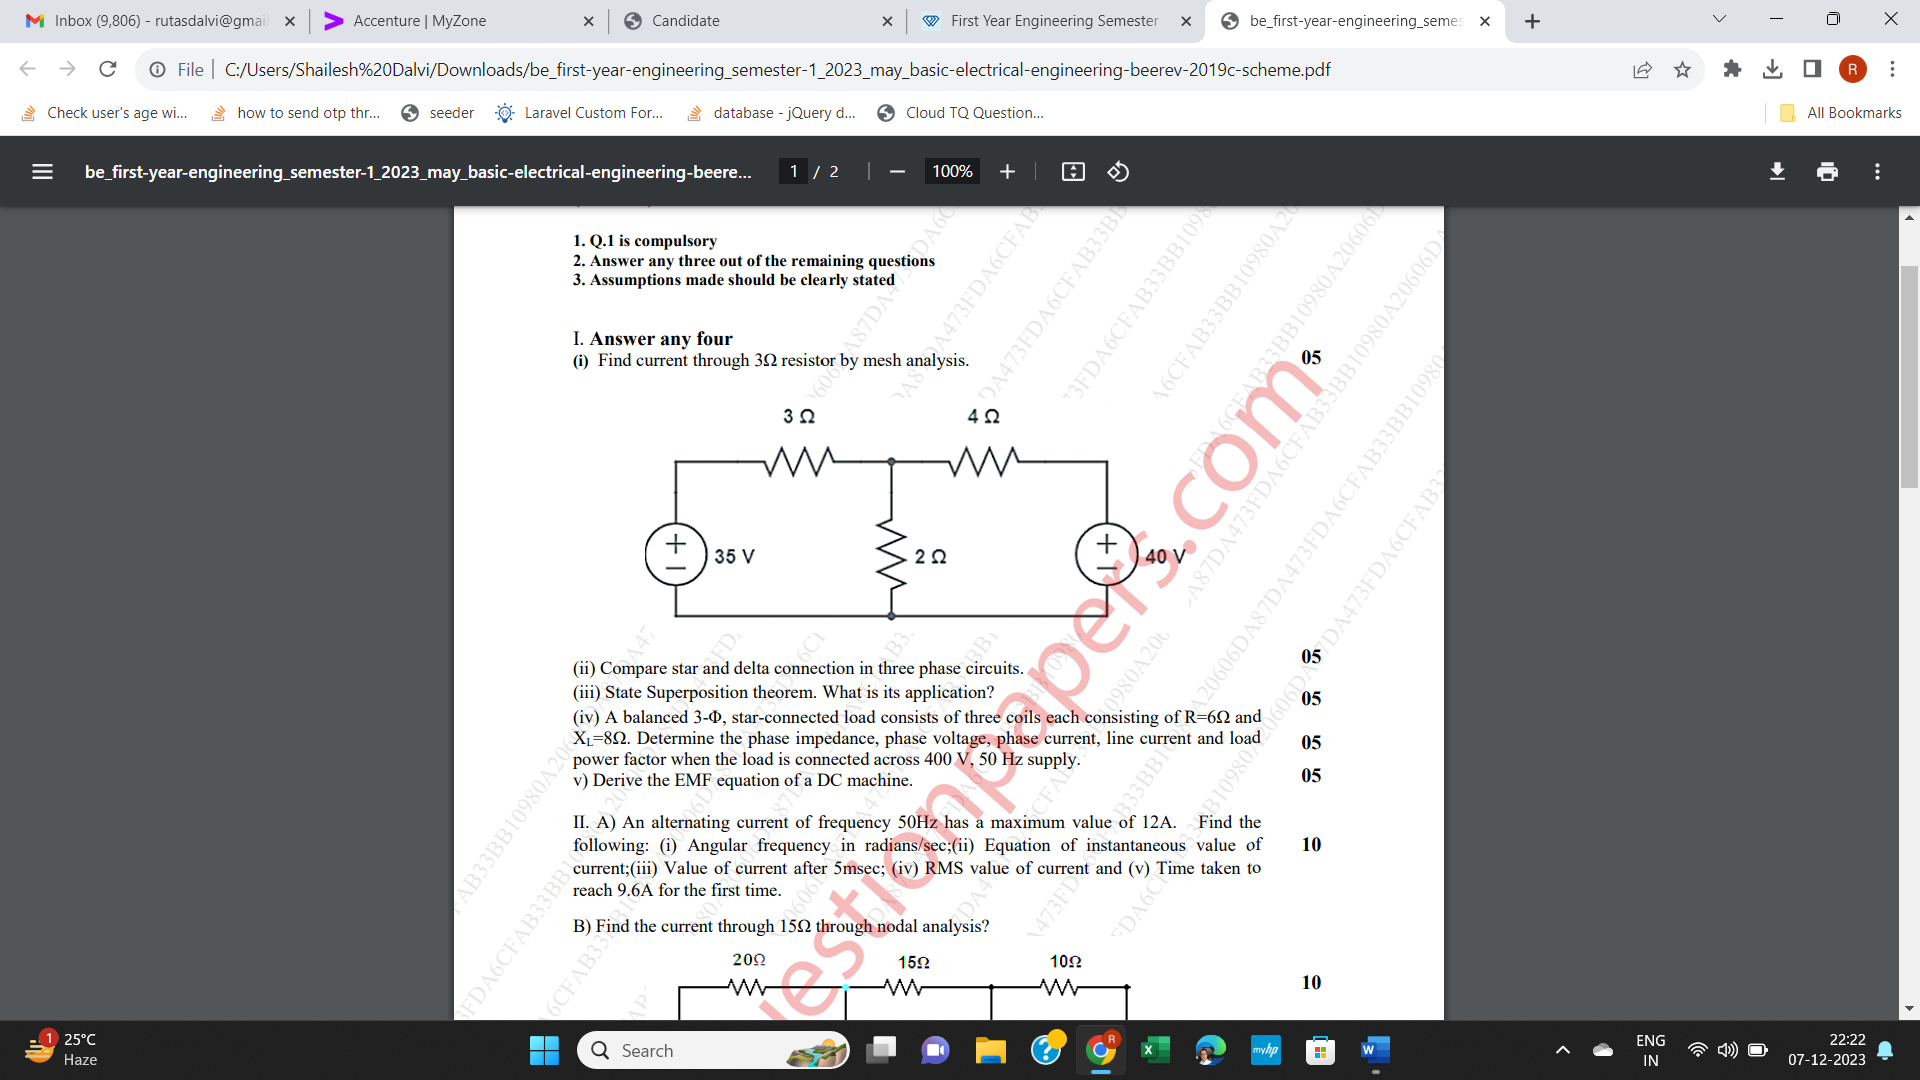 Inbox (9,806) - rutasdalvi@gmai
Accenture | MyZone
Candidate
First Year Engineering Semester
be_first-year-engineering_semes
File
C:/Users/Shailesh%20Dalvi/Downloads/be_first-year-engineering_semester-1_2023_may_basic-electrical-engineering-beerev-2019c-scheme.pdf
R
Check user's age wi...
how to send otp thr...
seeder
Laravel Custom For...
database - jQuery d...
Cloud TQ Question...
All Bookmarks
be_first-year-engineering_semester-1_2023_may_basic-electrical-engineering-beere...
1 / 2
100%
1. Q.1 is compulsory
2. Answer any three out of the remaining questions
3. Assumptions made should be clearly stated
I. Answer any four
(i) Find current through 3Ω resistor by mesh analysis. 05
3 Ω
4 Ω
35 V
2 Ω
40 V
(ii) Compare star and delta connection in three phase circuits. 05
(iii) State Superposition theorem. What is its application? 05
(iv) A balanced 3-Φ, star-connected load consists of three coils each consisting of R=6Ω and
XL=8Ω. Determine the phase impedance, phase voltage, phase current, line current and load 05
power factor when the load is connected across 400 V, 50 Hz supply.
v) Derive the EMF equation of a DC machine. 05
II. A) An alternating current of frequency 50Hz has a maximum value of 12A. Find the
following: (i) Angular frequency in radians/sec;(ii) Equation of instantaneous value of 10
current;(iii) Value of current after 5msec; (iv) RMS value of current and (v) Time taken to
reach 9.6A for the first time.
B) Find the current through 15Ω through nodal analysis?
20Ω
15Ω
10Ω
10
estionpapers.com
1
25°C
Haze
Search
R
myhp
ENG
IN
22:22
07-12-2023